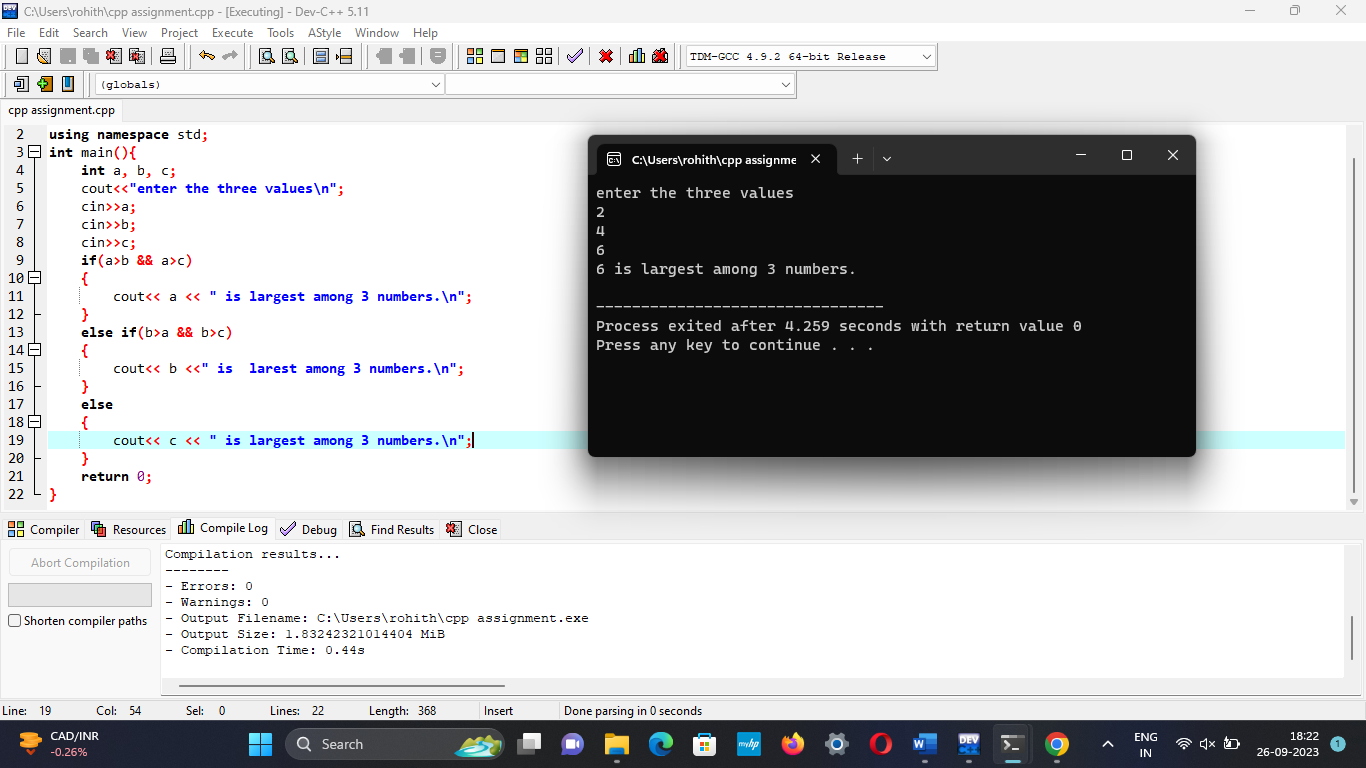 C:\Users\rohith\cpp assignment.cpp - [Executing] - Dev-C++ 5.11
File Edit Search View Project Execute Tools AStyle Window Help
TDM-GCC 4.9.2 64-bit Release
(globals)
cpp assignment.cpp
2 using namespace std;
3 int main(){
4 int a, b, c;
5 cout<<"enter the three values\n";
6 cin>>a;
7 cin>>b;
8 cin>>c;
9 if(a>b && a>c)
10 {
11 cout<< a << " is largest among 3 numbers.\n";
12 }
13 else if(b>a && b>c)
14 {
15 cout<< b <<" is  larest among 3 numbers.\n";
16 }
17 else
18 {
19 cout<< c << " is largest among 3 numbers.\n";
20 }
21 return 0;
22 }
C:\Users\rohith\cpp assignme
enter the three values
2
4
6
6 is largest among 3 numbers.
--------------------------------
Process exited after 4.259 seconds with return value 0
Press any key to continue . . .
Compiler Resources Compile Log Debug Find Results Close
Abort Compilation
Shorten compiler paths
Compilation results...
--------
- Errors: 0
- Warnings: 0
- Output Filename: C:\Users\rohith\cpp assignment.exe
- Output Size: 1.83242321014404 MiB
- Compilation Time: 0.44s
Line: 19 Col: 54 Sel: 0 Lines: 22 Length: 368 Insert Done parsing in 0 seconds
CAD/INR
-0.26%
Search
myhp
W
DEV
ENG
IN
18:22
26-09-2023
1